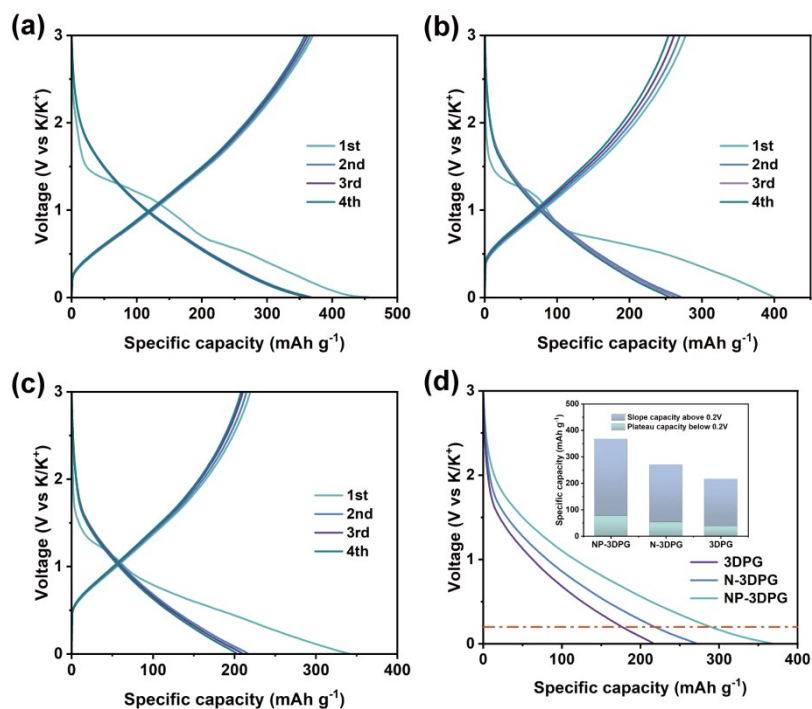 (a)
3
2
1
0
Voltage (V vs K/K⁺)
1st
2nd
3rd
4th
0 100 200 300 400 500
Specific capacity (mAh g⁻¹)
(b)
3
2
1
0
Voltage (V vs K/K⁺)
1st
2nd
3rd
4th
0 100 200 300 400
Specific capacity (mAh g⁻¹)
(c)
3
2
1
0
Voltage (V vs K/K⁺)
1st
2nd
3rd
4th
0 100 200 300 400
Specific capacity (mAh g⁻¹)
(d)
3
2
1
0
Voltage (V vs K/K⁺)
500
400
300
200
100
0
Specific capacity (mAh g⁻¹)
Slope capacity above 0.2V
Plateau capacity below 0.2V
NP-3DPG N-3DPG 3DPG
3DPG
N-3DPG
NP-3DPG
0 100 200 300 400
Specific capacity (mAh g⁻¹)